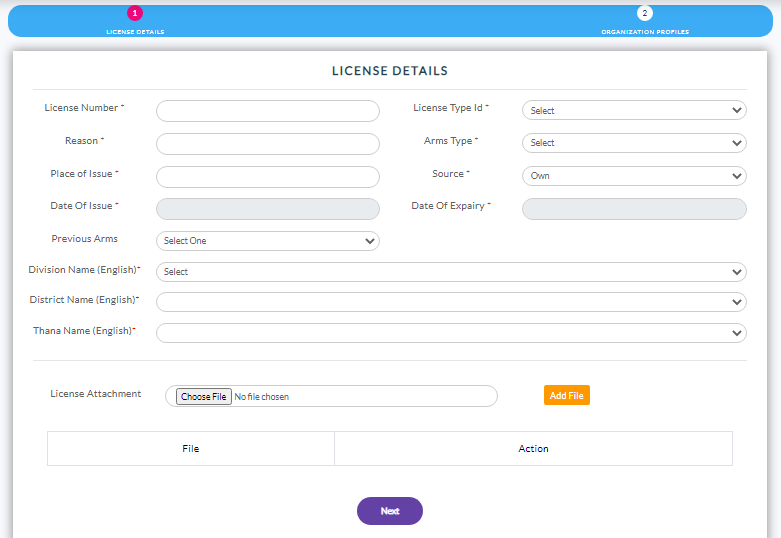 1 2
LICENSE DETAILS ORGANIZATION PROFILES
LICENSE DETAILS
License Number * License Type Id * Select
Reason * Arms Type * Select
Place of Issue * Source * Own
Date Of Issue * Date Of Expairy *
Previous Arms Select One
Division Name (English)* Select
District Name (English)*
Thana Name (English)*
License Attachment Choose File No file chosen Add File
File Action
Next